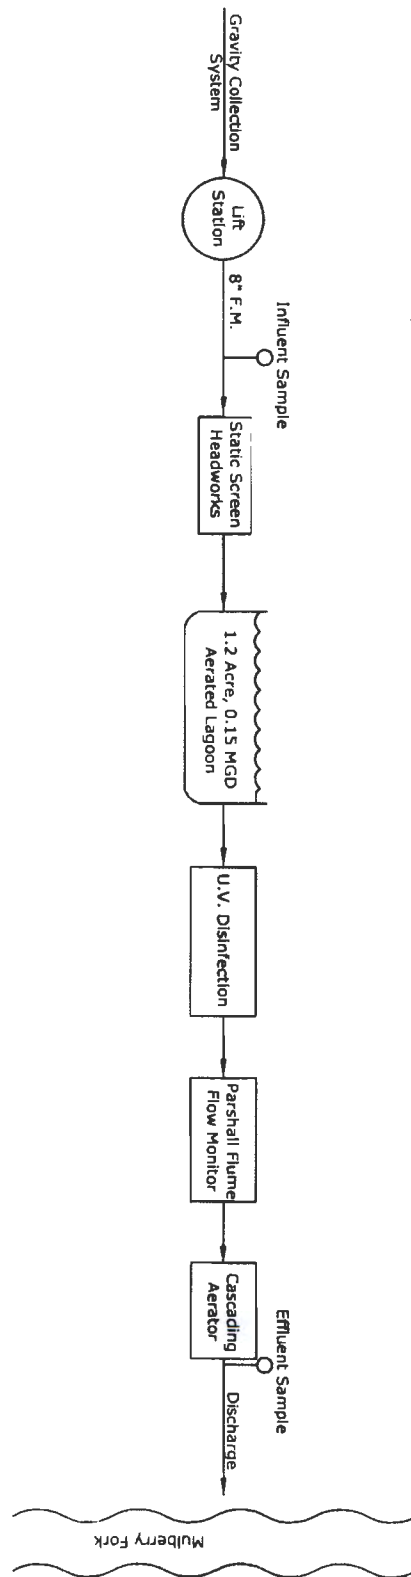 Gravity Collection
System
Lift
Station
8" F.M.
Influent Sample
Static Screen
Headworks
1.2 Acre, 0.15 MGD
Aerated Lagoon
U.V. Disinfection
Parshall Flume
Flow Monitor
Cascading
Aerator
Effluent Sample
Discharge
Mulberry Fork